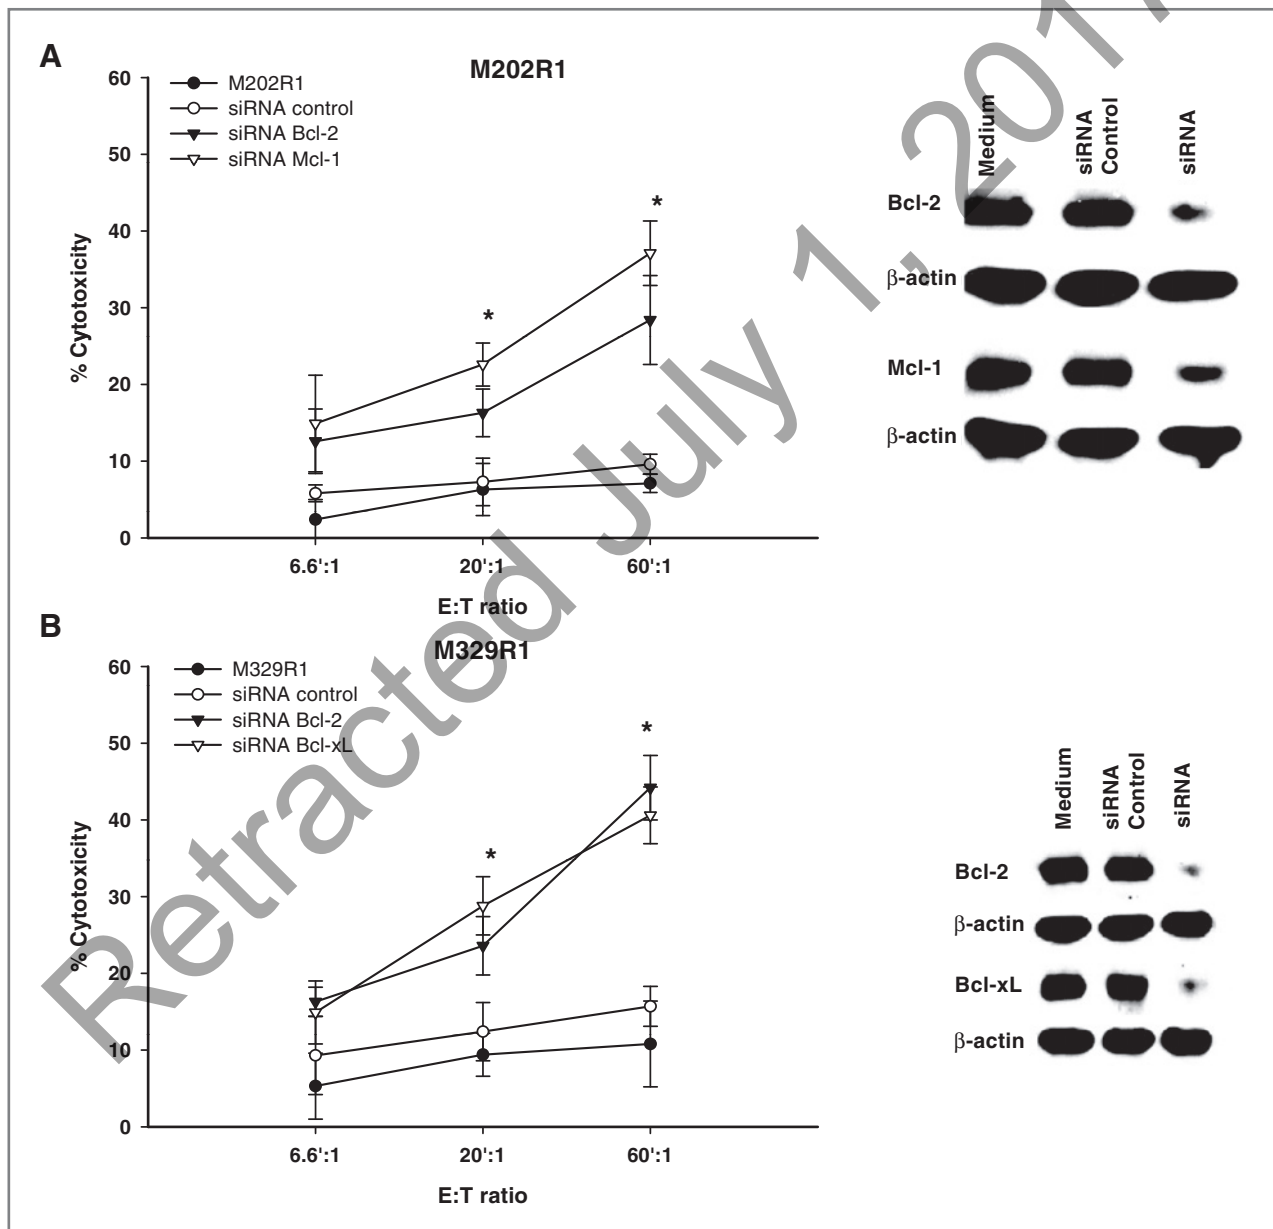 A
M202R1
60
50
40
30
20
10
0
% Cytotoxicity
M202R1
siRNA control
siRNA Bcl-2
siRNA Mcl-1
*
*
6.6':1
20':1
60':1
E:T ratio
Medium
siRNA
Control
siRNA
Bcl-2
β-actin
Mcl-1
β-actin
B
M329R1
60
50
40
30
20
10
0
% Cytotoxicity
M329R1
siRNA control
siRNA Bcl-2
siRNA Bcl-xL
*
*
6.6':1
20':1
60':1
E:T ratio
Medium
siRNA
Control
siRNA
Bcl-2
β-actin
Bcl-xL
β-actin
Retracted July 1, 201